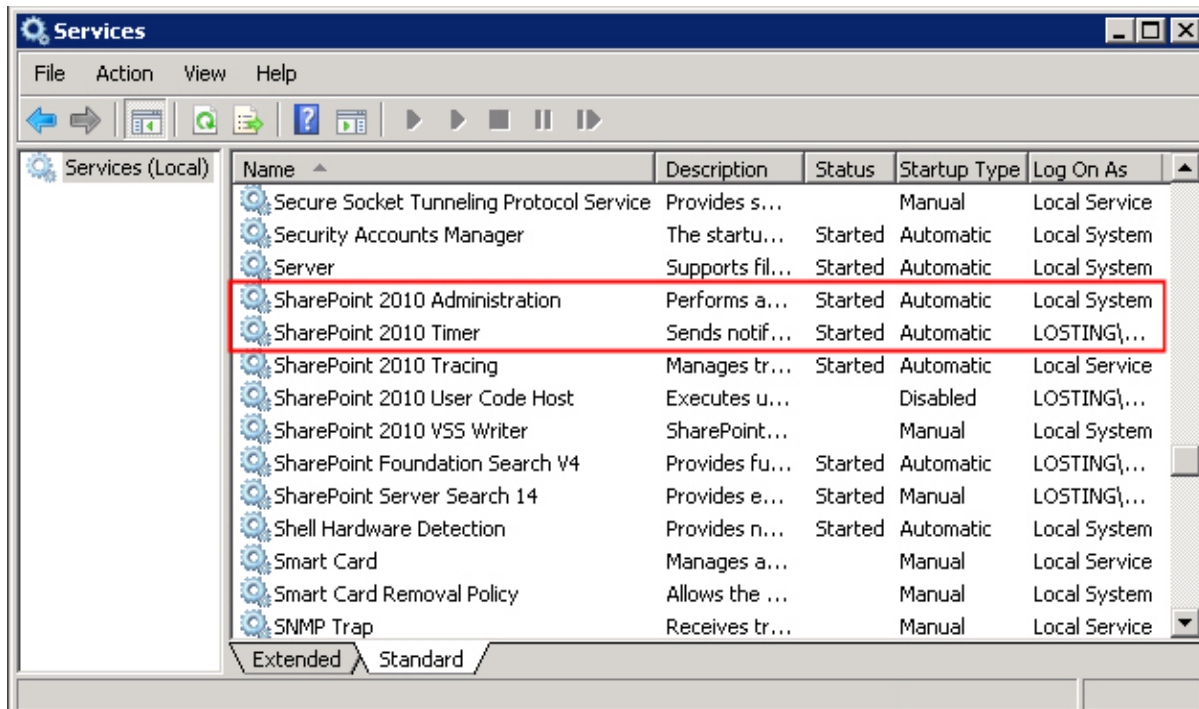 Services
File Action View Help
Services (Local)
Name Description Status Startup Type Log On As
Secure Socket Tunneling Protocol Service Provides s... Manual Local Service
Security Accounts Manager The startu... Started Automatic Local System
Server Supports fil... Started Automatic Local System
SharePoint 2010 Administration Performs a... Started Automatic Local System
SharePoint 2010 Timer Sends notif... Started Automatic LOSTING\...
SharePoint 2010 Tracing Manages tr... Started Automatic Local Service
SharePoint 2010 User Code Host Executes u... Disabled LOSTING\...
SharePoint 2010 VSS Writer SharePoint... Manual Local System
SharePoint Foundation Search V4 Provides fu... Started Automatic LOSTING\...
SharePoint Server Search 14 Provides e... Started Manual LOSTING\...
Shell Hardware Detection Provides n... Started Automatic Local System
Smart Card Manages a... Manual Local Service
Smart Card Removal Policy Allows the ... Manual Local System
SNMP Trap Receives tr... Manual Local Service
Extended Standard